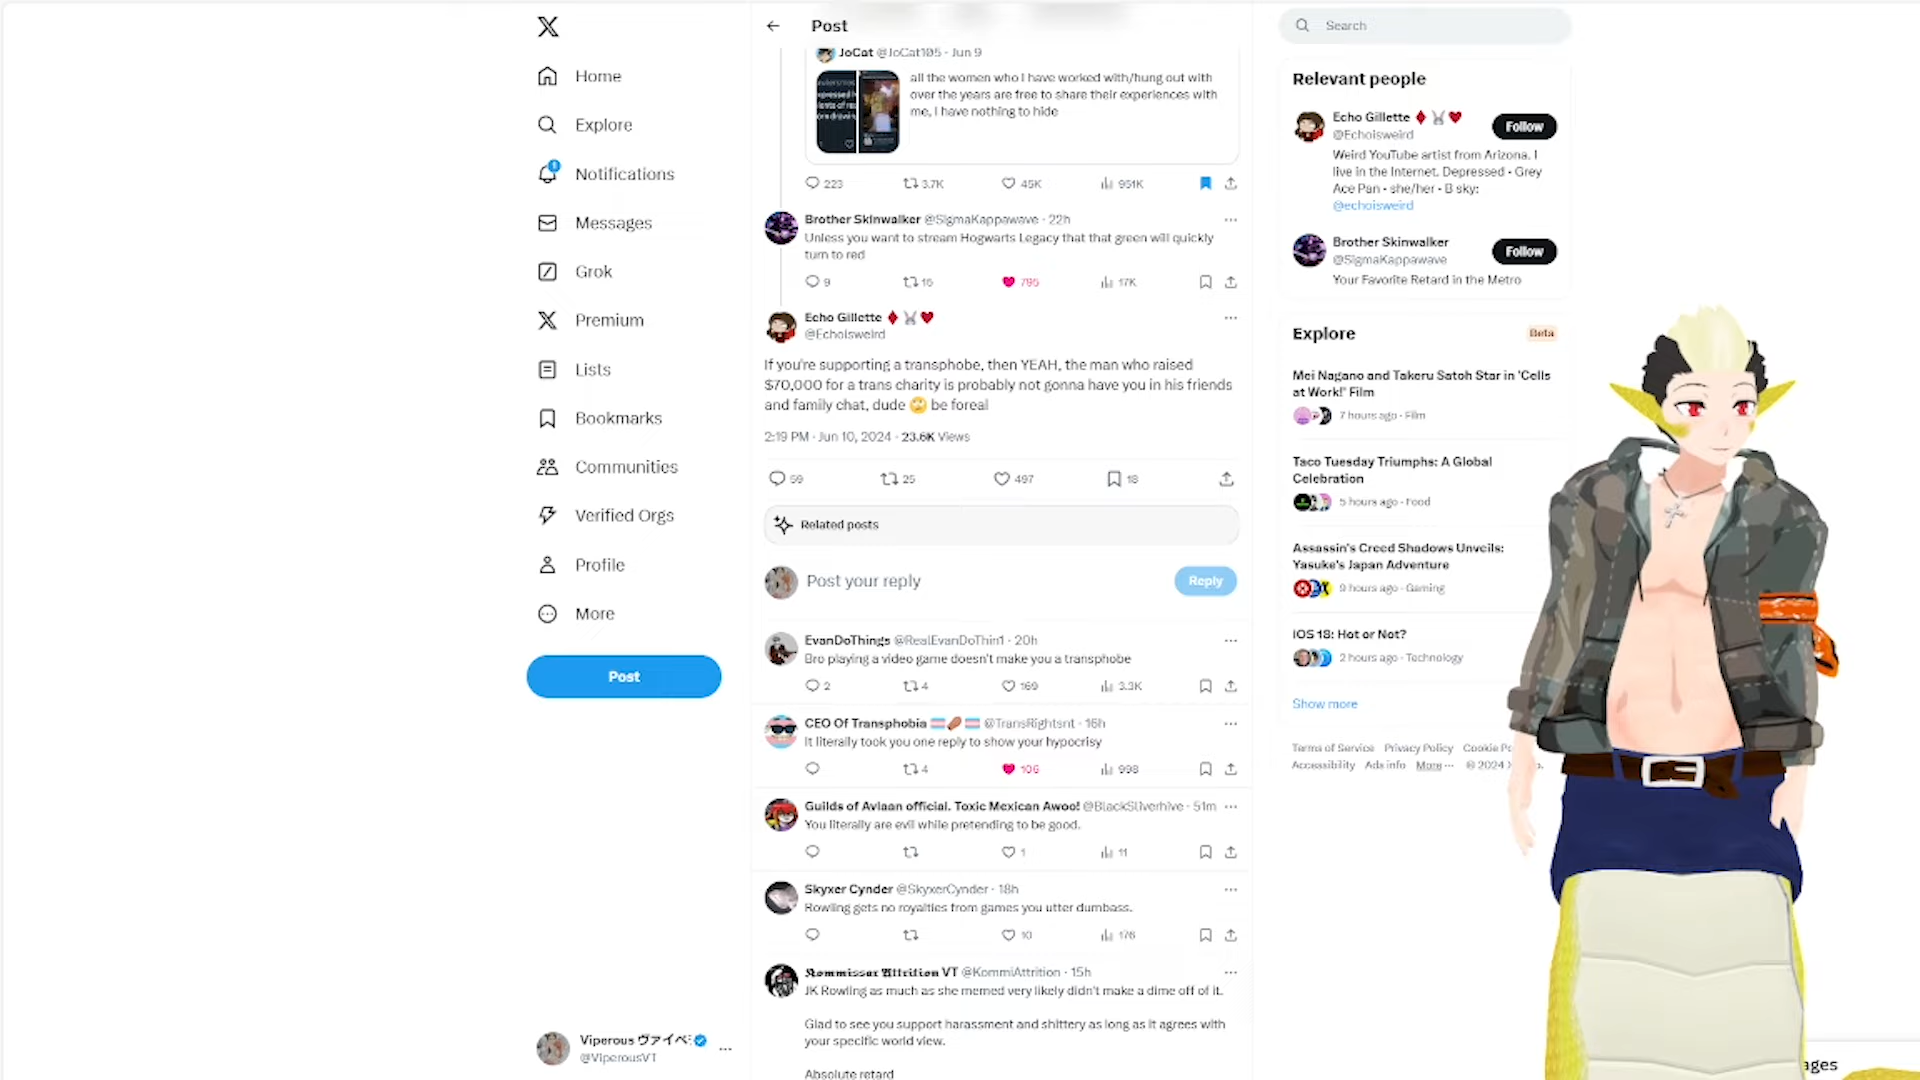 Home
Explore
Notifications
Messages
Grok
Premium
Lists
Bookmarks
Communities
Verified Orgs
Profile
More
Post
Viperous ヴァイペ
@ViperousVT
Post
JoCat @JoCat105 · Jun 9
all the women who I have worked with/hung out with
over the years are free to share their experiences with
me, I have nothing to hide
223 3.7K 45K 951K
Brother Skinwalker @SigmaKappawave · 22h
Unless you want to stream Hogwarts Legacy that that green will quickly
turn to red
9 15 795 17K
Echo Gillette
@Echoisweird
If you're supporting a transphobe, then YEAH, the man who raised
$70,000 for a trans charity is probably not gonna have you in his friends
and family chat, dude 🙄 be foreal
2:19 PM · Jun 10, 2024 · 23.6K Views
59 25 497 18
Related posts
Post your reply
Reply
EvanDoThings @RealEvanDoThin1 · 20h
Bro playing a video game doesn't make you a transphobe
2 4 169 3.3K
CEO Of Transphobia @TransRightsnt · 16h
It literally took you one reply to show your hypocrisy
4 106 998
Guilds of Avlaan official. Toxic Mexican Awoo! @BlackSliverhive · 51m
You literally are evil while pretending to be good.
1 11
Skyxer Cynder @SkyxerCynder · 18h
Rowling gets no royalties from games you utter dumbass.
10 176
Kommissar Attrition VT @KommiAttrition · 15h
JK Rowling as much as she memed very likely didn't make a dime off of it.
Glad to see you support harassment and shittery as long as it agrees with
your specific world view.
Absolute retard
Search
Relevant people
Echo Gillette
@Echoisweird
Follow
Weird YouTube artist from Arizona. I
live in the Internet. Depressed · Grey
Ace Pan · she/her · B sky:
@echoisweird
Brother Skinwalker
@SigmaKappawave
Follow
Your Favorite Retard in the Metro
Explore
Beta
Mei Nagano and Takeru Satoh Star in 'Cells
at Work!' Film
7 hours ago · Film
Taco Tuesday Triumphs: A Global
Celebration
5 hours ago · Food
Assassin's Creed Shadows Unveils:
Yasuke's Japan Adventure
9 hours ago · Gaming
iOS 18: Hot or Not?
2 hours ago · Technology
Show more
Terms of Service Privacy Policy Cookie Po
Accessibility Ads info More ··· © 2024
ages